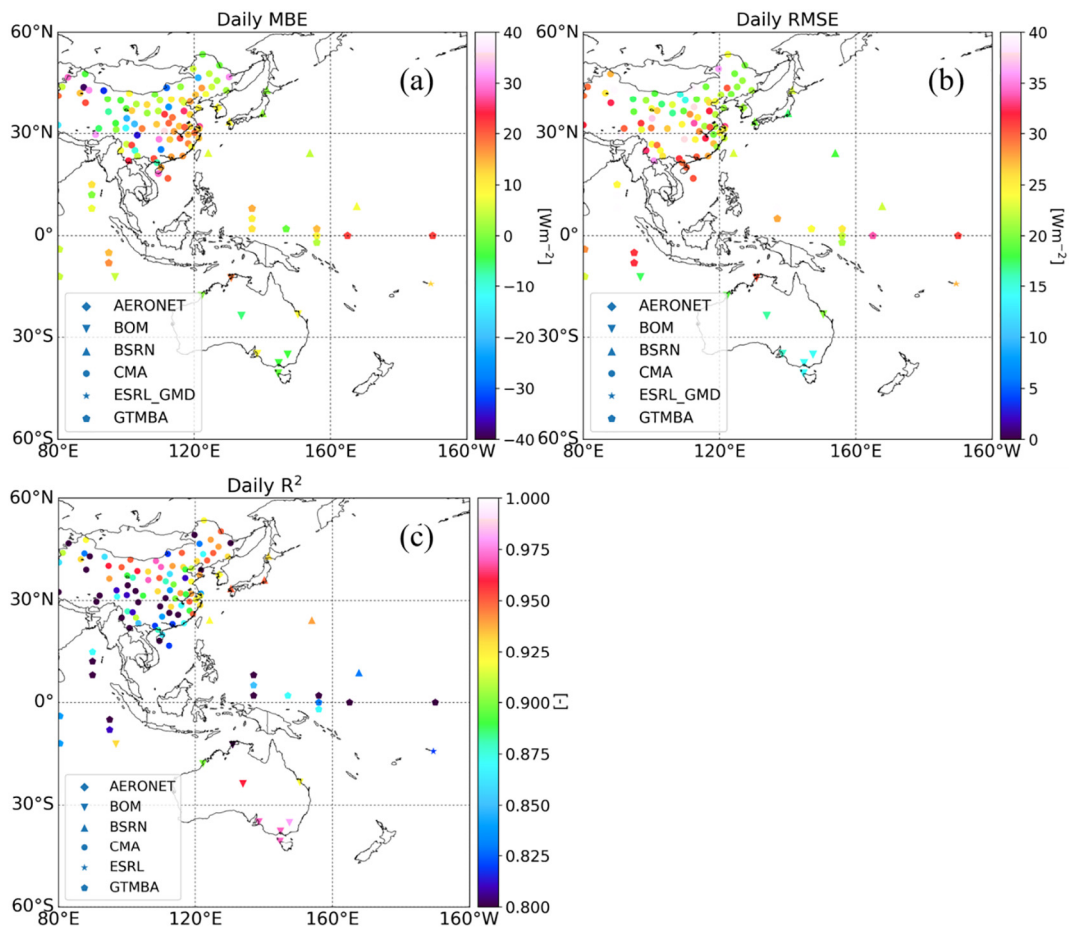 Daily MBE
60°N
30°N
0°
30°S
60°S
80°E
120°E
160°E
160°W
(a)
AERONET
BOM
BSRN
CMA
ESRL_GMD
GTMBA
40
30
20
10
0
−10
−20
−30
−40
[Wm⁻²]
Daily RMSE
60°N
30°N
0°
30°S
60°S
80°E
120°E
160°E
160°W
(b)
AERONET
BOM
BSRN
CMA
ESRL_GMD
GTMBA
40
35
30
25
20
15
10
5
0
[Wm⁻²]
Daily R²
60°N
30°N
0°
30°S
60°S
80°E
120°E
160°E
160°W
(c)
AERONET
BOM
BSRN
CMA
ESRL
GTMBA
1.000
0.975
0.950
0.925
0.900
0.875
0.850
0.825
0.800
[-]